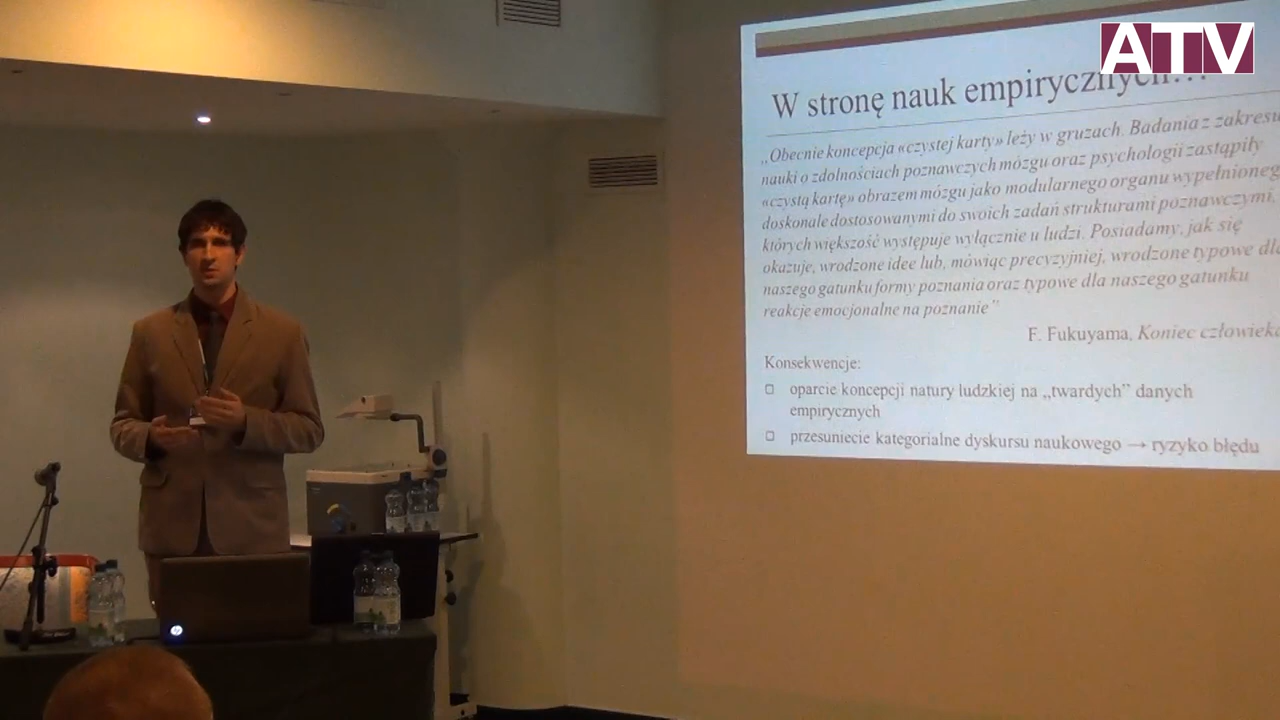 ATV
W stronę nauk empirycznych...
„Obecnie koncepcja «czystej karty» leży w gruzach. Badania z zakresu
nauki o zdolnościach poznawczych mózgu oraz psychologii zastąpiły
«czystą kartę» obrazem mózgu jako modularnego organu wypełnioneg
doskonale dostosowanymi do swoich zadań strukturami poznawczymi,
których większość występuje wyłącznie u ludzi. Posiadamy, jak się
okazuje, wrodzone idee lub, mówiąc precyzyjniej, wrodzone typowe dla
naszego gatunku formy poznania oraz typowe dla naszego gatunku
reakcje emocjonalne na poznanie”
F. Fukuyama, Koniec człowieka
Konsekwencje:
oparcie koncepcji natury ludzkiej na „twardych” danych
empirycznych
przesuniecie kategorialne dyskursu naukowego → ryzyko błędu
hp